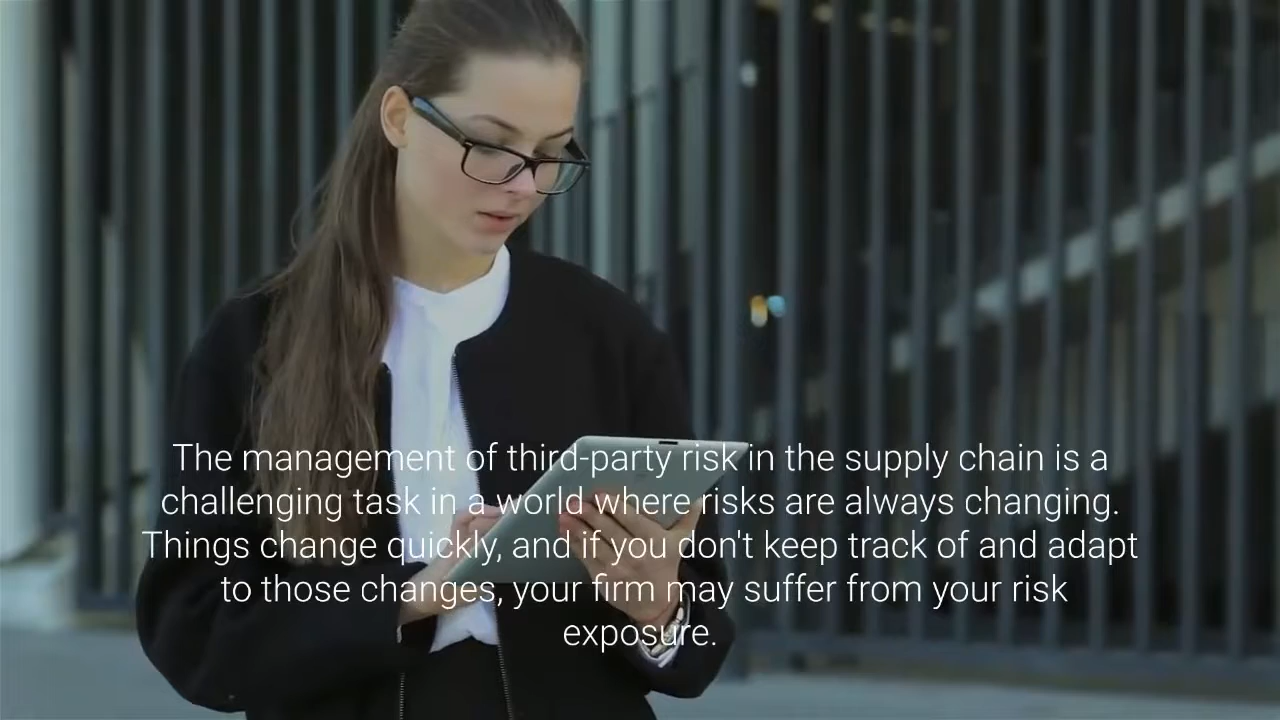 The management of third-party risk in the supply chain is a
challenging task in a world where risks are always changing.
Things change quickly, and if you don't keep track of and adapt
to those changes, your firm may suffer from your risk
exposure.